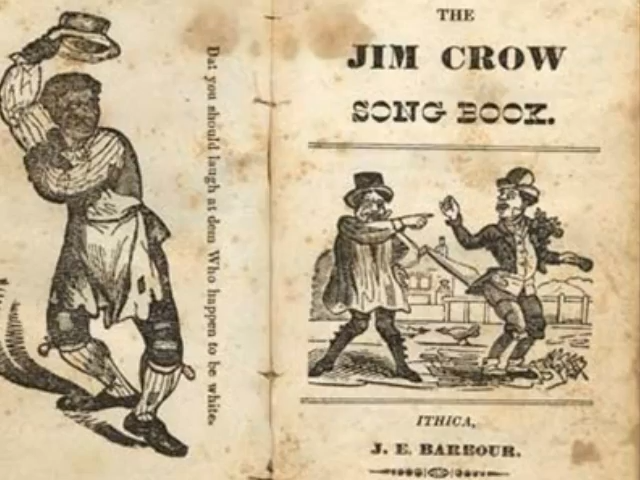 Dat you should laugh at dem Who happen to be white.
THE
JIM CROW
SONG BOOK.
ITHICA,
J. E. BARBOUR.